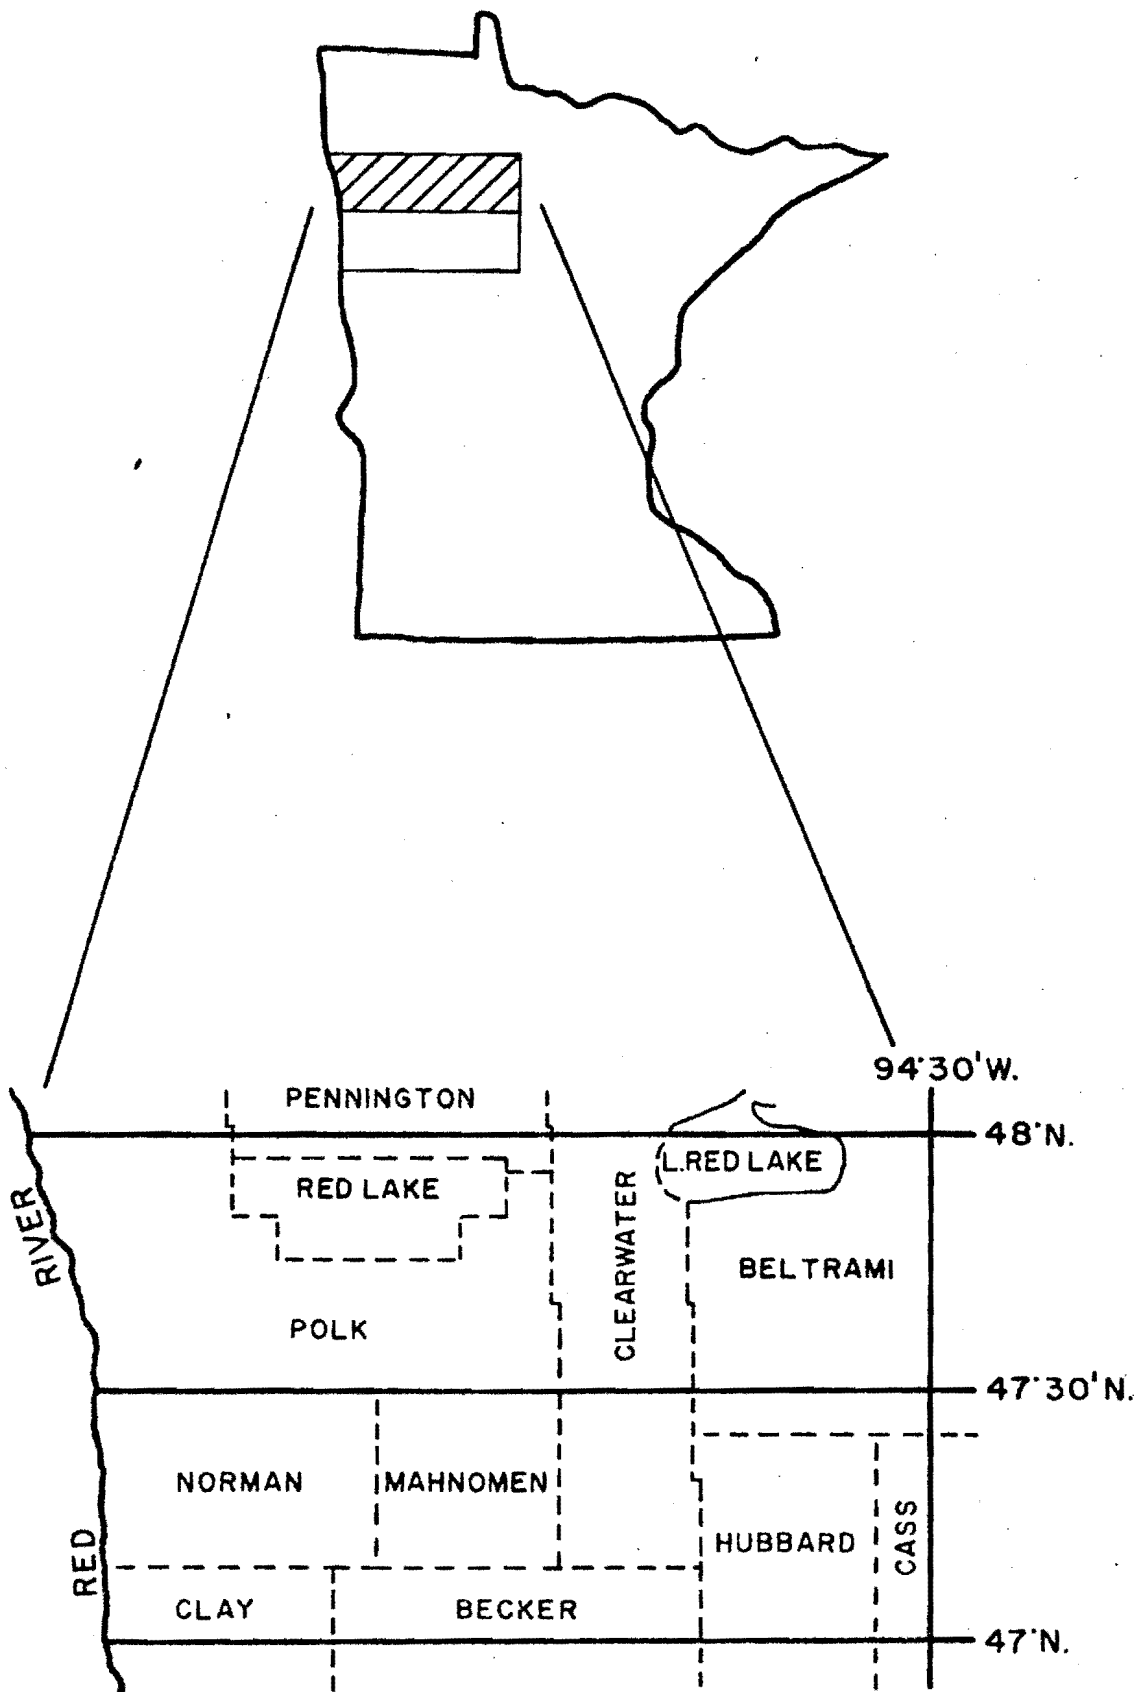 94°30'W.
PENNINGTON
48°N.
L.RED LAKE
RED LAKE
RIVER
CLEARWATER
BELTRAMI
POLK
47°30'N.
NORMAN
MAHNOMEN
HUBBARD
CASS
RED
CLAY
BECKER
47°N.